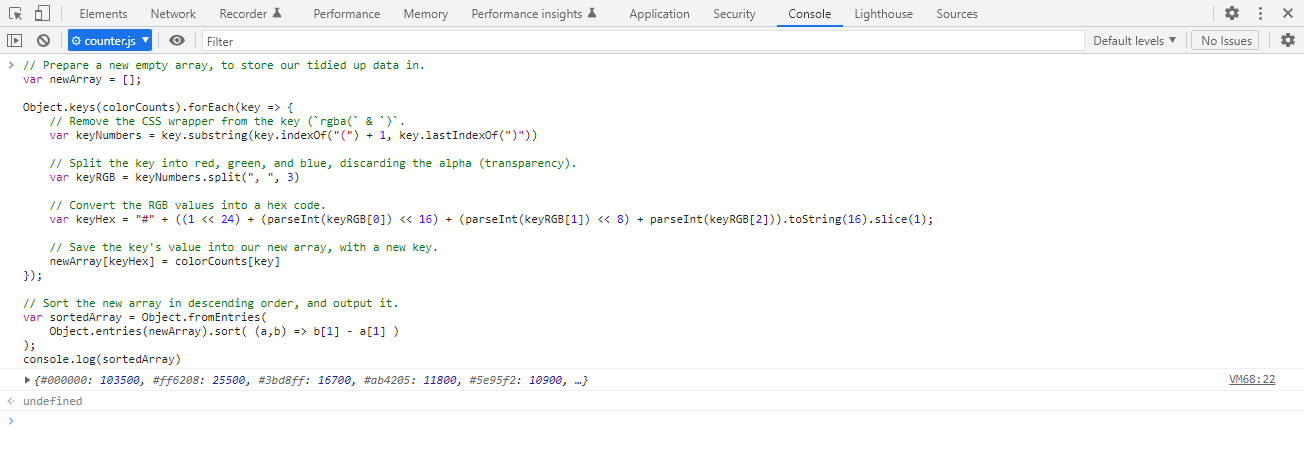 Elements Network Recorder Performance Memory Performance insights Application Security Console Lighthouse Sources
counter.js Filter Default levels No Issues
// Prepare a new empty array, to store our tidied up data in.
var newArray = [];
Object.keys(colorCounts).forEach(key => {
// Remove the CSS wrapper from the key (`rgba(` & `)`.
var keyNumbers = key.substring(key.indexOf("(") + 1, key.lastIndexOf(")"))
// Split the key into red, green, and blue, discarding the alpha (transparency).
var keyRGB = keyNumbers.split(", ", 3)
// Convert the RGB values into a hex code.
var keyHex = "#" + ((1 << 24) + (parseInt(keyRGB[0]) << 16) + (parseInt(keyRGB[1]) << 8) + parseInt(keyRGB[2])).toString(16).slice(1);
// Save the key's value into our new array, with a new key.
newArray[keyHex] = colorCounts[key]
});
// Sort the new array in descending order, and output it.
var sortedArray = Object.fromEntries(
Object.entries(newArray).sort( (a,b) => b[1] - a[1] )
);
console.log(sortedArray)
{#000000: 103500, #ff6208: 25500, #3bd8ff: 16700, #ab4205: 11800, #5e95f2: 10900, …} VM68:22
undefined